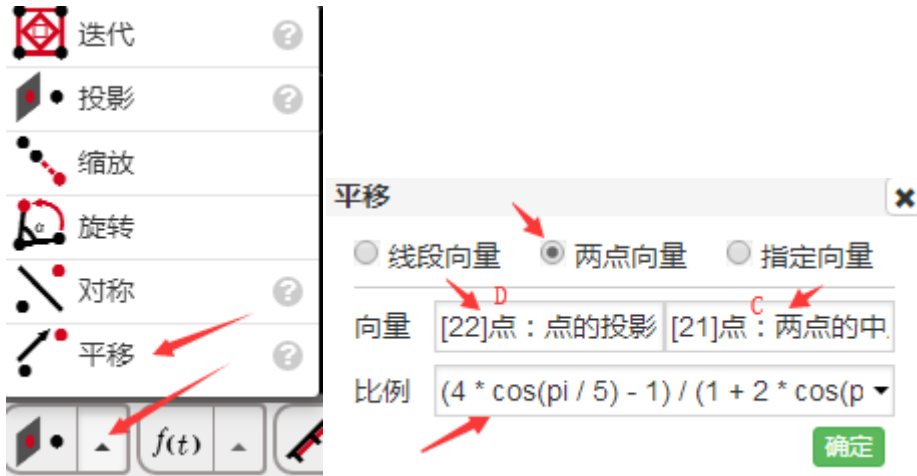 迭代
投影
缩放
旋转
对称
平移
f(t)
平移
线段向量 两点向量 指定向量
D C
向量 [22]点：点的投影 [21]点：两点的中
比例 (4 * cos(pi / 5) - 1) / (1 + 2 * cos(p
确定